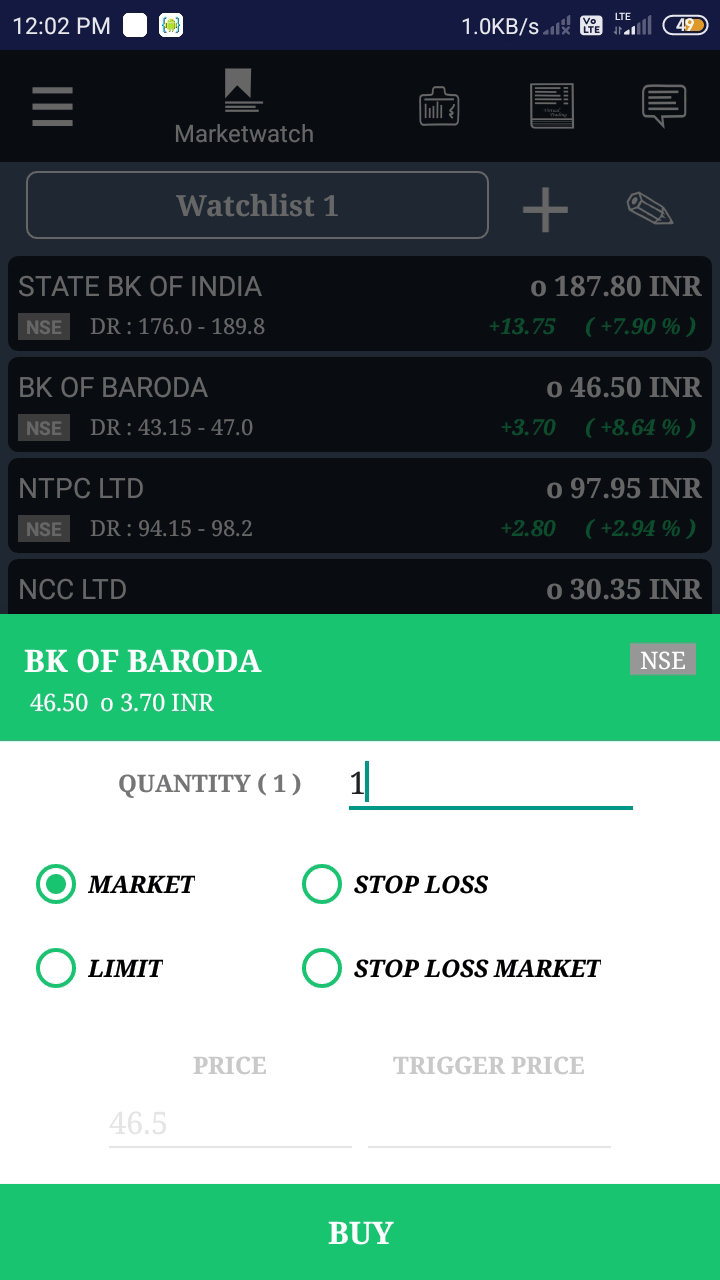 12:02 PM 1.0KB/s Vo LTE LTE 49
Marketwatch
Watchlist 1
STATE BK OF INDIA o 187.80 INR
NSE DR : 176.0 - 189.8 +13.75 ( +7.90 % )
BK OF BARODA o 46.50 INR
NSE DR : 43.15 - 47.0 +3.70 ( +8.64 % )
NTPC LTD o 97.95 INR
NSE DR : 94.15 - 98.2 +2.80 ( +2.94 % )
NCC LTD o 30.35 INR
BK OF BARODA NSE
46.50 o 3.70 INR
QUANTITY ( 1 ) 1
MARKET STOP LOSS
LIMIT STOP LOSS MARKET
PRICE TRIGGER PRICE
46.5
BUY